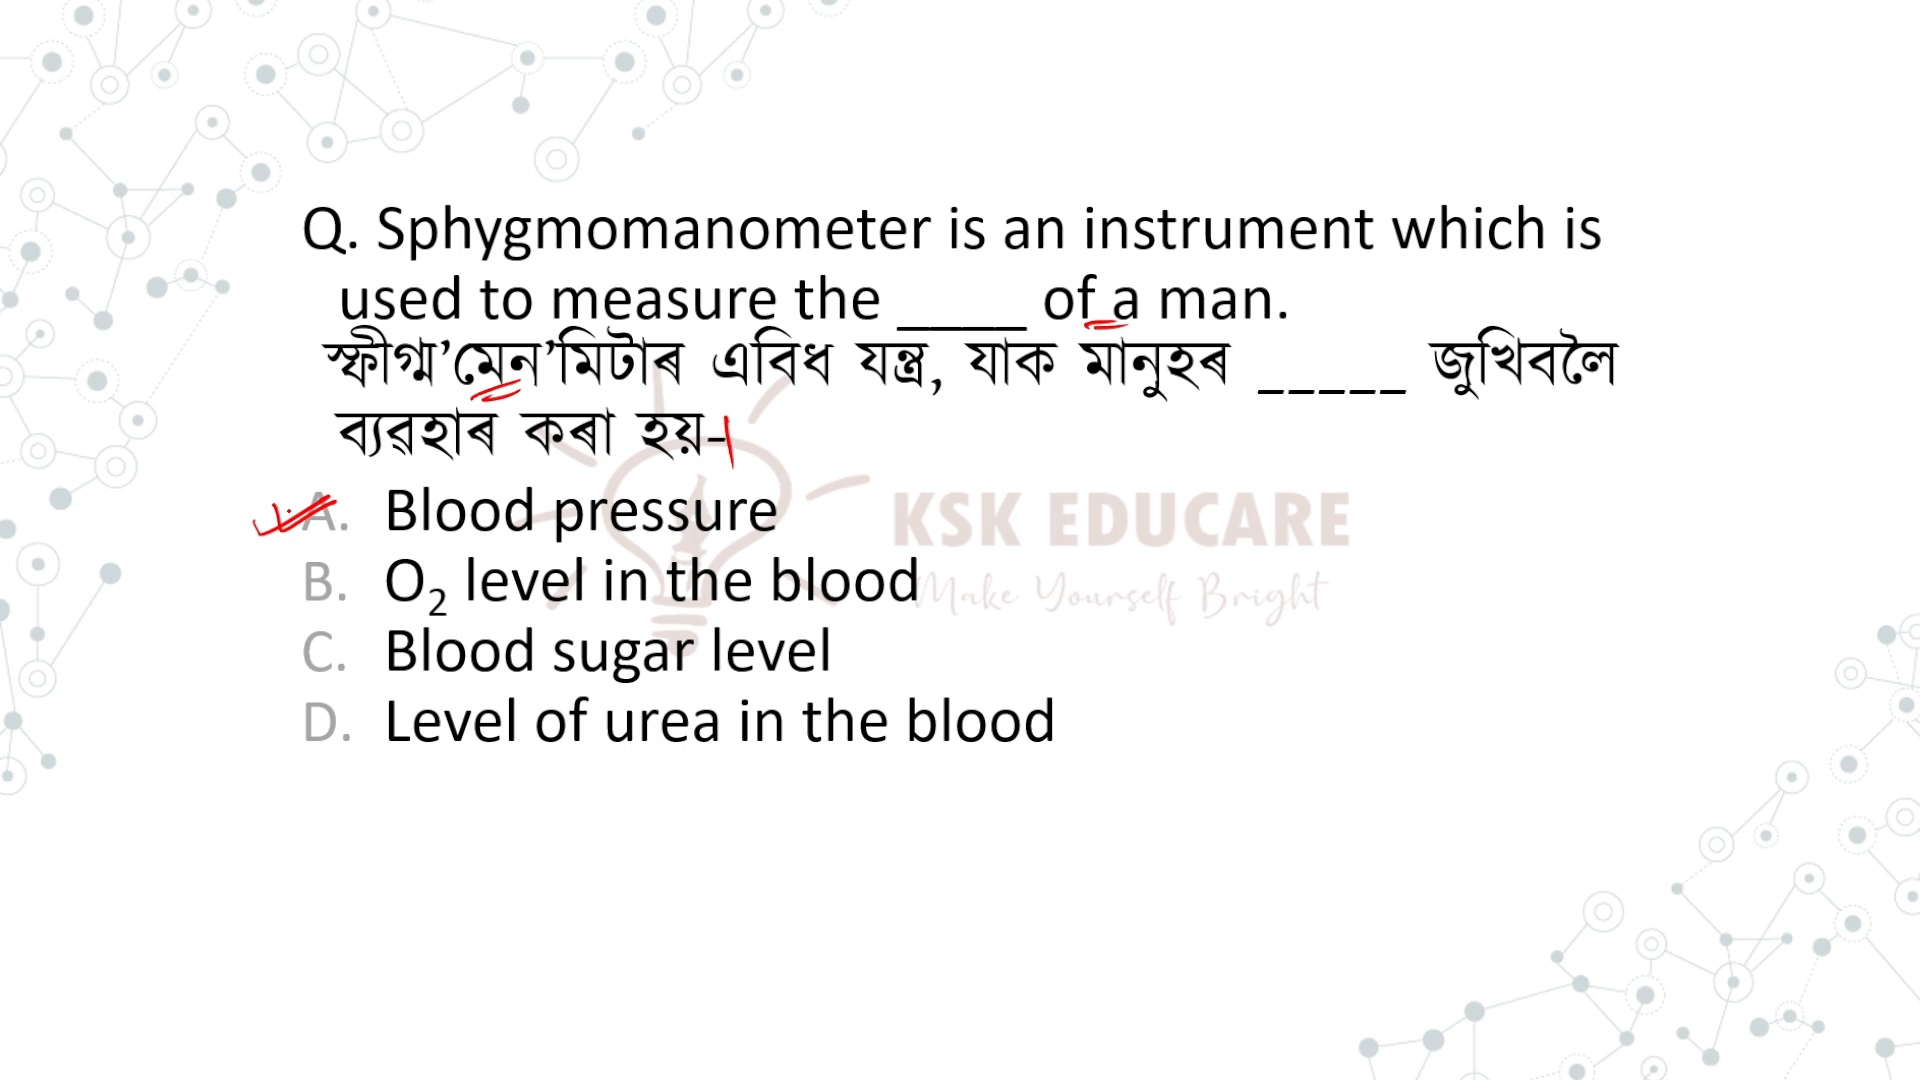 Q. Sphygmomanometer is an instrument which is
used to measure the ____ of a man.
স্ফীগ্ম’মেন’মিটাৰ এবিধ যন্ত্ৰ, যাক মানুহৰ _____ জুখিবলৈ
ব্যৱহাৰ কৰা হয়-
A. Blood pressure
B. O₂ level in the blood
C. Blood sugar level
D. Level of urea in the blood
KSK EDUCARE
Make Yourself Bright